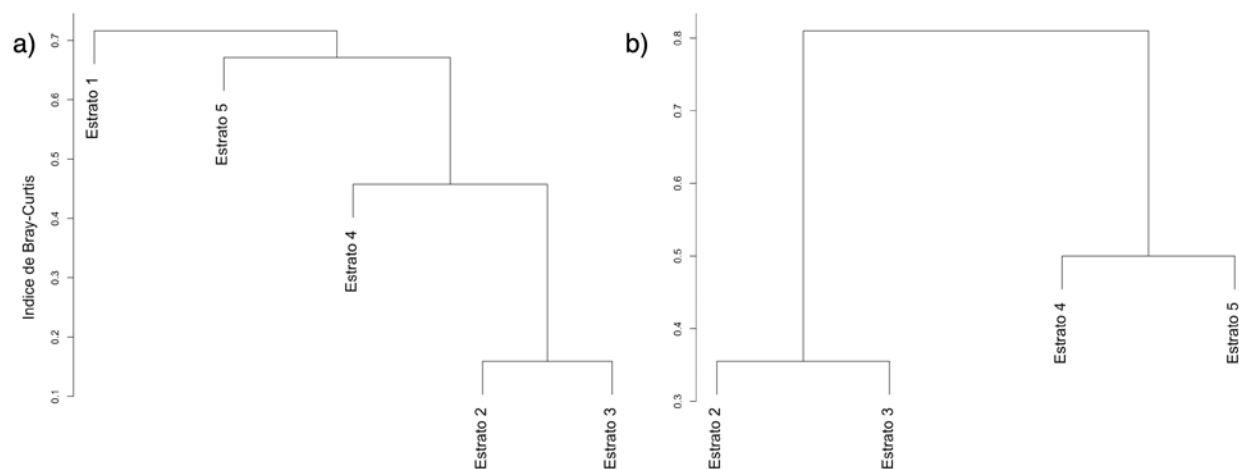 a)
Indice de Bray-Curtis
0.7
0.6
0.5
0.4
0.3
0.2
0.1
Estrato 1
Estrato 5
Estrato 4
Estrato 2
Estrato 3
b)
0.8
0.7
0.6
0.5
0.4
0.3
Estrato 2
Estrato 3
Estrato 4
Estrato 5